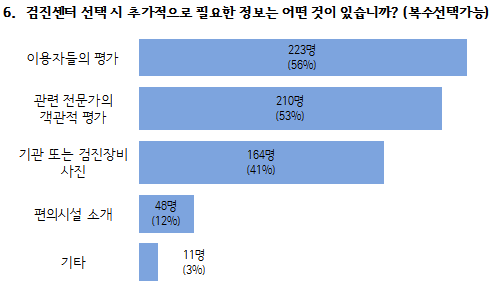 6. 검진센터 선택 시 추가적으로 필요한 정보는 어떤 것이 있습니까? (복수선택가능)
이용자들의 평가
223명
(56%)
관련 전문가의
객관적 평가
210명
(53%)
기관 또는 검진장비
사진
164명
(41%)
편의시설 소개
48명
(12%)
기타
11명
(3%)